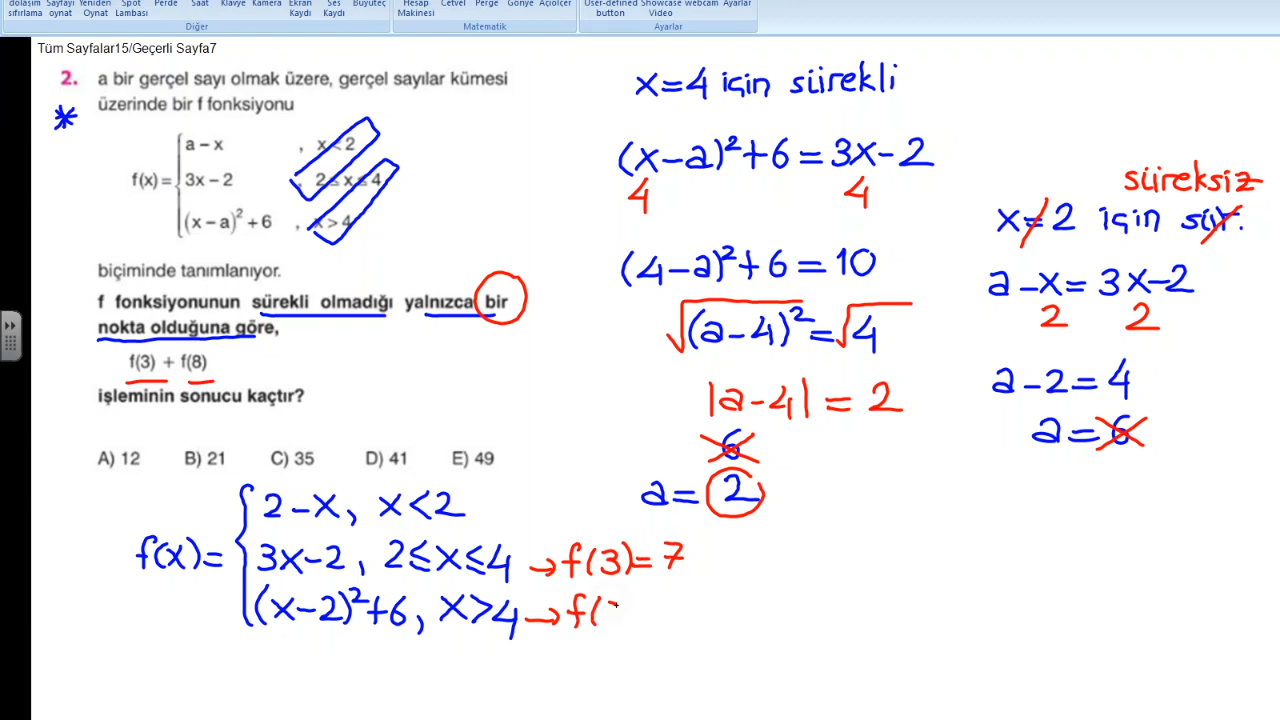 dolaşım Sayfayı Yeniden Spot Perde Saat Klavye Kamera Ekran Ses Büyüteç
sıfırlama oynat Oynat Lambası Kaydı Kaydı
Hesap Cetvel Perge Gönye Açıölçer
Makinesi
User-defined Showcase webcam Ayarlar
button Video
Diğer Matematik Ayarlar
Tüm Sayfalar15/Geçerli Sayfa7
2. a bir gerçel sayı olmak üzere, gerçel sayılar kümesi
üzerinde bir f fonksiyonu
*
a – x , x < 2
f(x) = 3x – 2 , 2 ≤ x ≤ 4
(x – a)² + 6 , x > 4
biçiminde tanımlanıyor.
f fonksiyonunun sürekli olmadığı yalnızca bir
nokta olduğuna göre,
f(3) + f(8)
işleminin sonucu kaçtır?
A) 12 B) 21 C) 35 D) 41 E) 49
2-x, x<2
f(x)= 3x-2, 2≤x≤4 →f(3)=7
(x-2)²+6, x>4 →f(
x=4 için sürekli
(x-a)²+6=3x-2
4 4
(4-a)²+6=10
√(a-4)²=√4
|a-4|=2
6
a=2
süreksiz
x=2 için sür.
a-x=3x-2
2 2
a-2=4
a=6